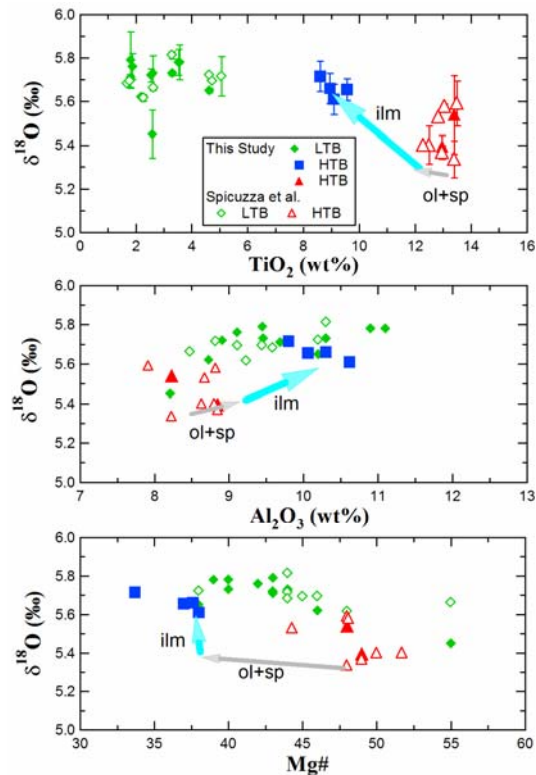 6.0
5.8
5.6
5.4
5.2
5.0
δ18O (‰)
ilm
ol+sp
This Study
LTB
HTB
HTB
Spicuzza et al.
LTB
HTB
0 2 4 6 8 10 12 14 16
TiO2 (wt%)
6.0
5.8
5.6
5.4
5.2
5.0
δ18O (‰)
ol+sp
ilm
7 8 9 10 11 12 13
Al2O3 (wt%)
6.0
5.8
5.6
5.4
5.2
5.0
δ18O (‰)
ilm
ol+sp
30 35 40 45 50 55 60
Mg#